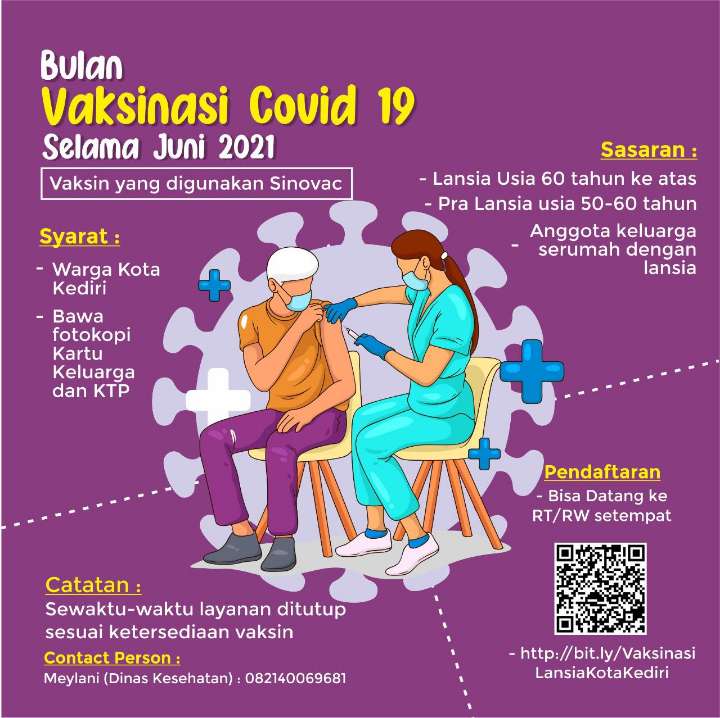 Bulan
Vaksinasi Covid 19
Selama Juni 2021
Vaksin yang digunakan Sinovac
Syarat :
- Warga Kota
Kediri
- Bawa
fotokopi
Kartu
Keluarga
dan KTP
Sasaran :
- Lansia Usia 60 tahun ke atas
- Pra Lansia usia 50-60 tahun
- Anggota keluarga
serumah dengan
lansia
Pendaftaran
- Bisa Datang ke
RT/RW setempat
- http://bit.ly/Vaksinasi
LansiaKotaKediri
Catatan :
Sewaktu-waktu layanan ditutup
sesuai ketersediaan vaksin
Contact Person :
Meylani (Dinas Kesehatan) : 082140069681